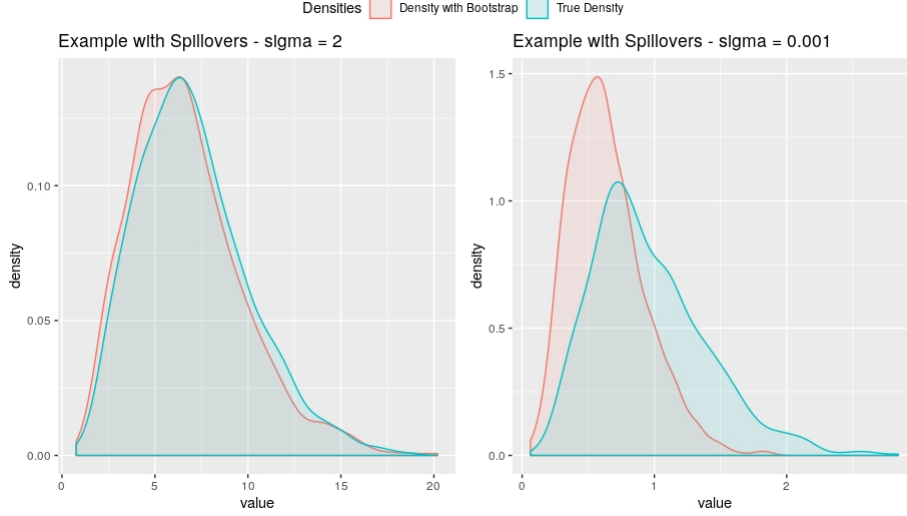 Densities Density with Bootstrap True Density
Example with Spillovers - sigma = 2
0.10
0.05
0.00
density
0 5 10 15 20
value
Example with Spillovers - sigma = 0.001
1.5
1.0
0.5
0.0
density
0 1 2
value